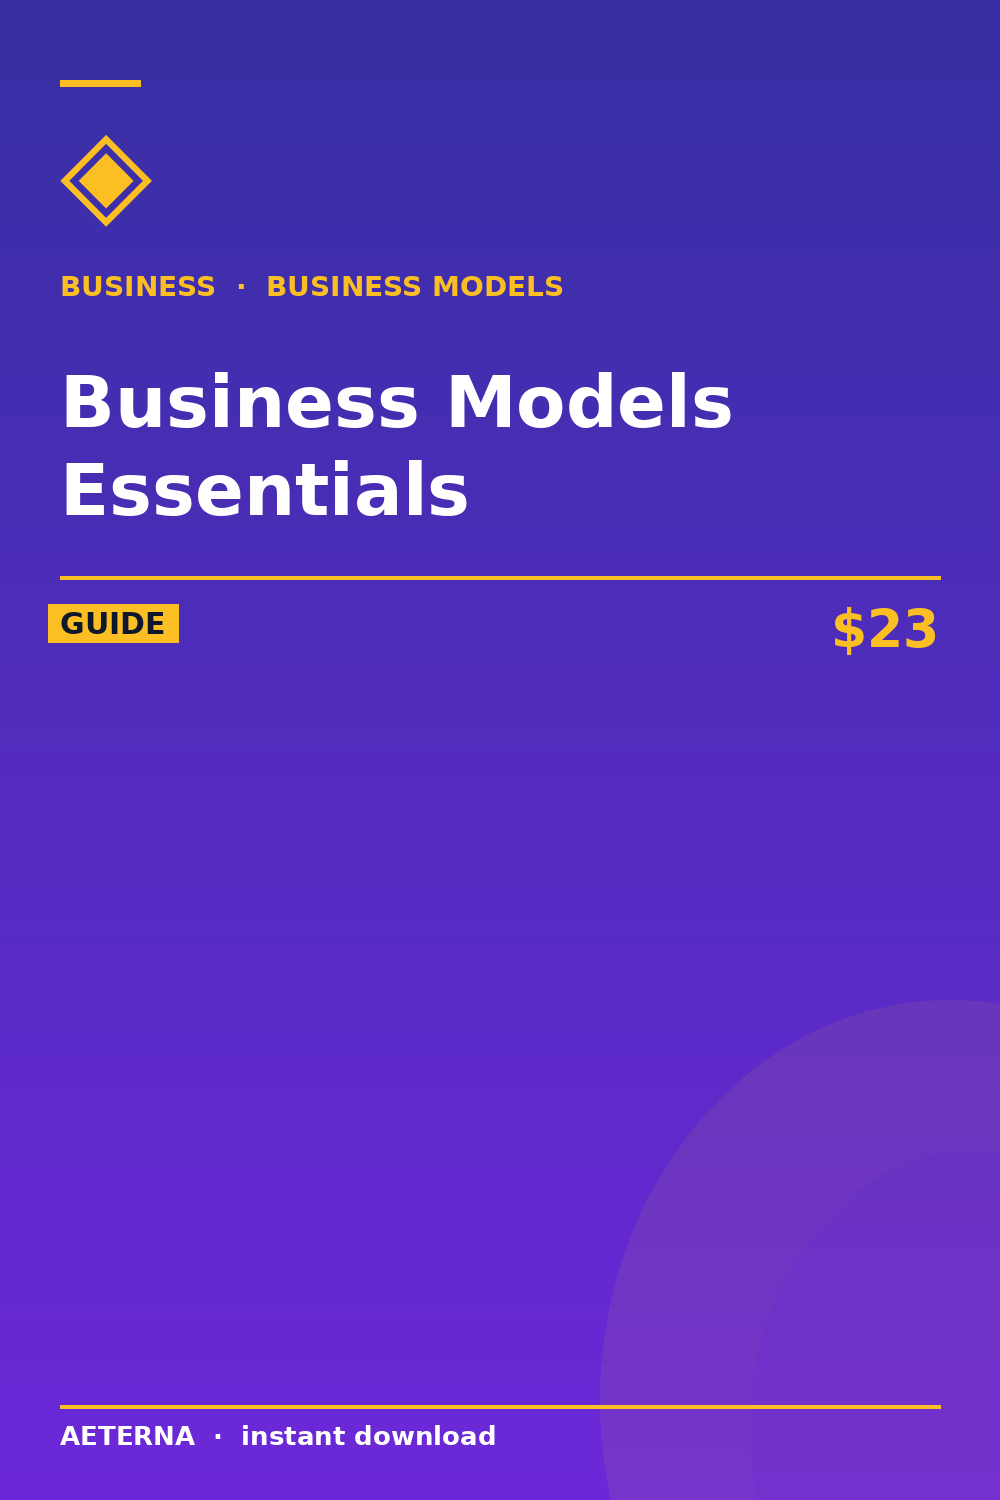 BUSINESS · BUSINESS MODELS
Business Models
Essentials
GUIDE
$23
AETERNA · instant download